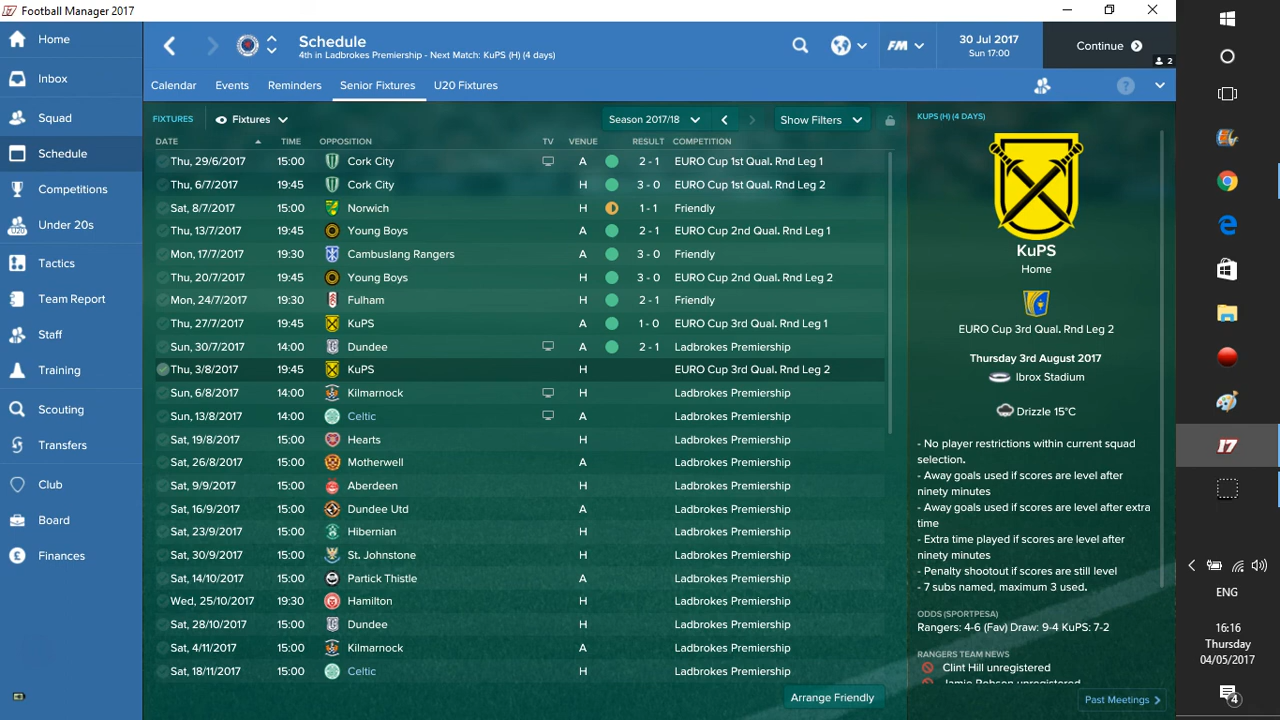 17 Football Manager 2017
Home
Inbox
Squad
Schedule
Competitions
Under 20s
U20
Tactics
Team Report
Staff
Training
Scouting
Transfers
Club
Board
Finances
Schedule
4th in Ladbrokes Premiership - Next Match: KuPS (H) (4 days)
FM
30 Jul 2017
Sun 17:00
Continue
2
Calendar Events Reminders Senior Fixtures U20 Fixtures
?
FIXTURES Fixtures Season 2017/18 Show Filters
DATE TIME OPPOSITION TV VENUE RESULT COMPETITION
Thu, 29/6/2017 15:00 Cork City A 2 - 1 EURO Cup 1st Qual. Rnd Leg 1
Thu, 6/7/2017 19:45 Cork City H 3 - 0 EURO Cup 1st Qual. Rnd Leg 2
Sat, 8/7/2017 15:00 Norwich H 1 - 1 Friendly
Thu, 13/7/2017 19:45 Young Boys A 2 - 1 EURO Cup 2nd Qual. Rnd Leg 1
Mon, 17/7/2017 19:30 Cambuslang Rangers A 3 - 0 Friendly
Thu, 20/7/2017 19:45 Young Boys H 3 - 0 EURO Cup 2nd Qual. Rnd Leg 2
Mon, 24/7/2017 19:30 Fulham H 2 - 1 Friendly
Thu, 27/7/2017 19:45 KuPS A 1 - 0 EURO Cup 3rd Qual. Rnd Leg 1
Sun, 30/7/2017 14:00 Dundee A 2 - 1 Ladbrokes Premiership
Thu, 3/8/2017 19:45 KuPS H EURO Cup 3rd Qual. Rnd Leg 2
Sun, 6/8/2017 14:00 Kilmarnock H Ladbrokes Premiership
Sun, 13/8/2017 14:00 Celtic A Ladbrokes Premiership
Sat, 19/8/2017 15:00 Hearts H Ladbrokes Premiership
Sat, 26/8/2017 15:00 Motherwell A Ladbrokes Premiership
Sat, 9/9/2017 15:00 Aberdeen H Ladbrokes Premiership
Sat, 16/9/2017 15:00 Dundee Utd A Ladbrokes Premiership
Sat, 23/9/2017 15:00 Hibernian H Ladbrokes Premiership
Sat, 30/9/2017 15:00 St. Johnstone A Ladbrokes Premiership
Sat, 14/10/2017 15:00 Partick Thistle A Ladbrokes Premiership
Wed, 25/10/2017 19:30 Hamilton H Ladbrokes Premiership
Sat, 28/10/2017 15:00 Dundee H Ladbrokes Premiership
Sat, 4/11/2017 15:00 Kilmarnock A Ladbrokes Premiership
Sat, 18/11/2017 15:00 Celtic H Ladbrokes Premiership
Arrange Friendly
KUPS (H) (4 DAYS)
KuPS
Home
EURO Cup 3rd Qual. Rnd Leg 2
Thursday 3rd August 2017
Ibrox Stadium
Drizzle 15°C
- No player restrictions within current squad
selection.
- Away goals used if scores are level after
ninety minutes
- Away goals used if scores are level after extra
time
- Extra time played if scores are level after
ninety minutes
- Penalty shootout if scores are still level
- 7 subs named, maximum 3 used.
ODDS (SPORTPESA)
Rangers: 4-6 (Fav) Draw: 9-4 KuPS: 7-2
RANGERS TEAM NEWS
Clint Hill unregistered
Jamie Robson unregistered
Past Meetings
17
ENG
16:16
Thursday
04/05/2017
4